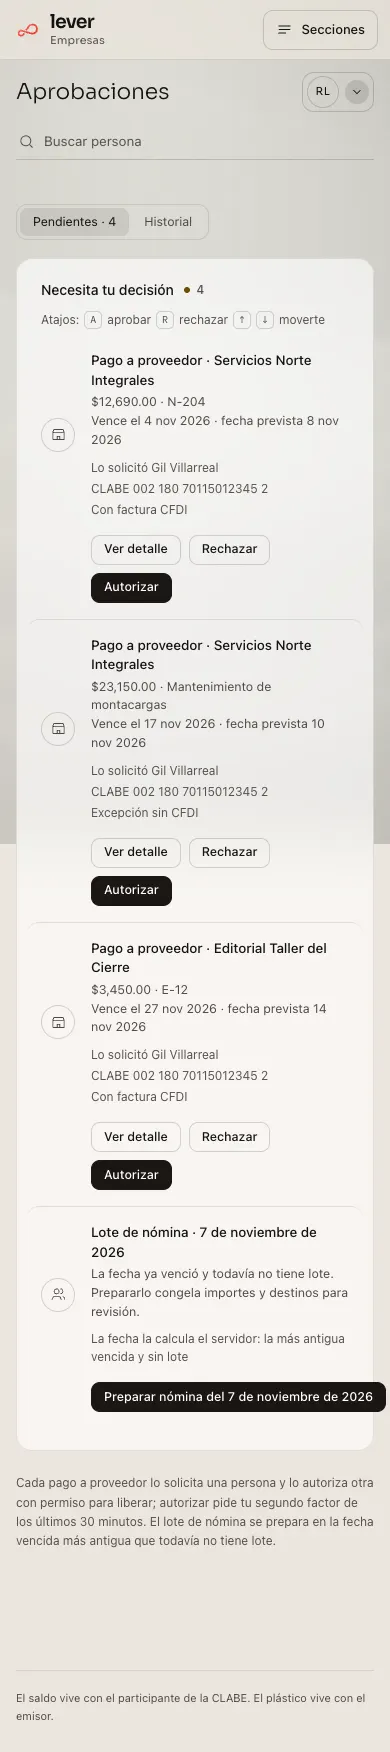 lever
Empresas
Secciones
Aprobaciones
RL
Buscar persona
Pendientes · 4
Historial
Necesita tu decisión • 4
Atajos: A aprobar R rechazar ↑ ↓ moverte
Pago a proveedor · Servicios Norte
Integrales
$12,690.00 · N-204
Vence el 4 nov 2026 · fecha prevista 8 nov
2026
Lo solicitó Gil Villarreal
CLABE 002 180 70115012345 2
Con factura CFDI
Ver detalle
Rechazar
Autorizar
Pago a proveedor · Servicios Norte
Integrales
$23,150.00 · Mantenimiento de
montacargas
Vence el 17 nov 2026 · fecha prevista 10
nov 2026
Lo solicitó Gil Villarreal
CLABE 002 180 70115012345 2
Excepción sin CFDI
Ver detalle
Rechazar
Autorizar
Pago a proveedor · Editorial Taller del
Cierre
$3,450.00 · E-12
Vence el 27 nov 2026 · fecha prevista 14
nov 2026
Lo solicitó Gil Villarreal
CLABE 002 180 70115012345 2
Con factura CFDI
Ver detalle
Rechazar
Autorizar
Lote de nómina · 7 de noviembre de
2026
La fecha ya venció y todavía no tiene lote.
Prepararlo congela importes y destinos para
revisión.
La fecha la calcula el servidor: la más antigua
vencida y sin lote
Preparar nómina del 7 de noviembre de 2026
Cada pago a proveedor lo solicita una persona y lo autoriza otra
con permiso para liberar; autorizar pide tu segundo factor de
los últimos 30 minutos. El lote de nómina se prepara en la fecha
vencida más antigua que todavía no tiene lote.
El saldo vive con el participante de la CLABE. El plástico vive con el
emisor.